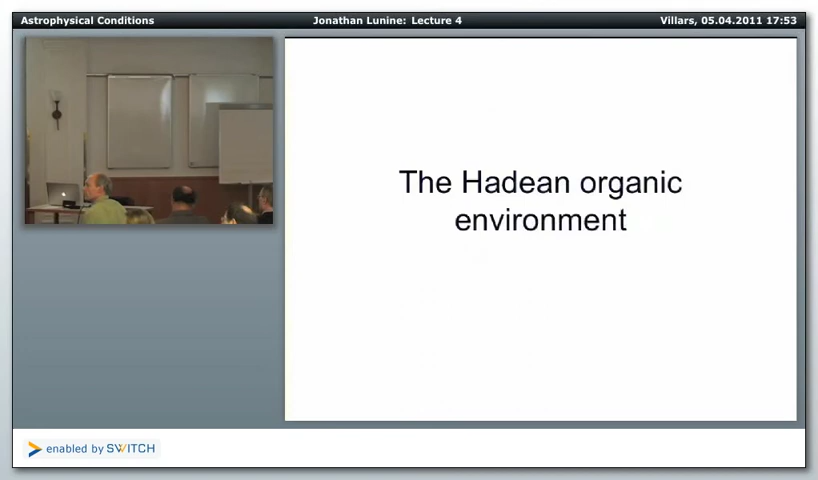 Astrophysical Conditions
Jonathan Lunine: Lecture 4
Villars, 05.04.2011 17:53
The Hadean organic
environment
enabled by SWITCH